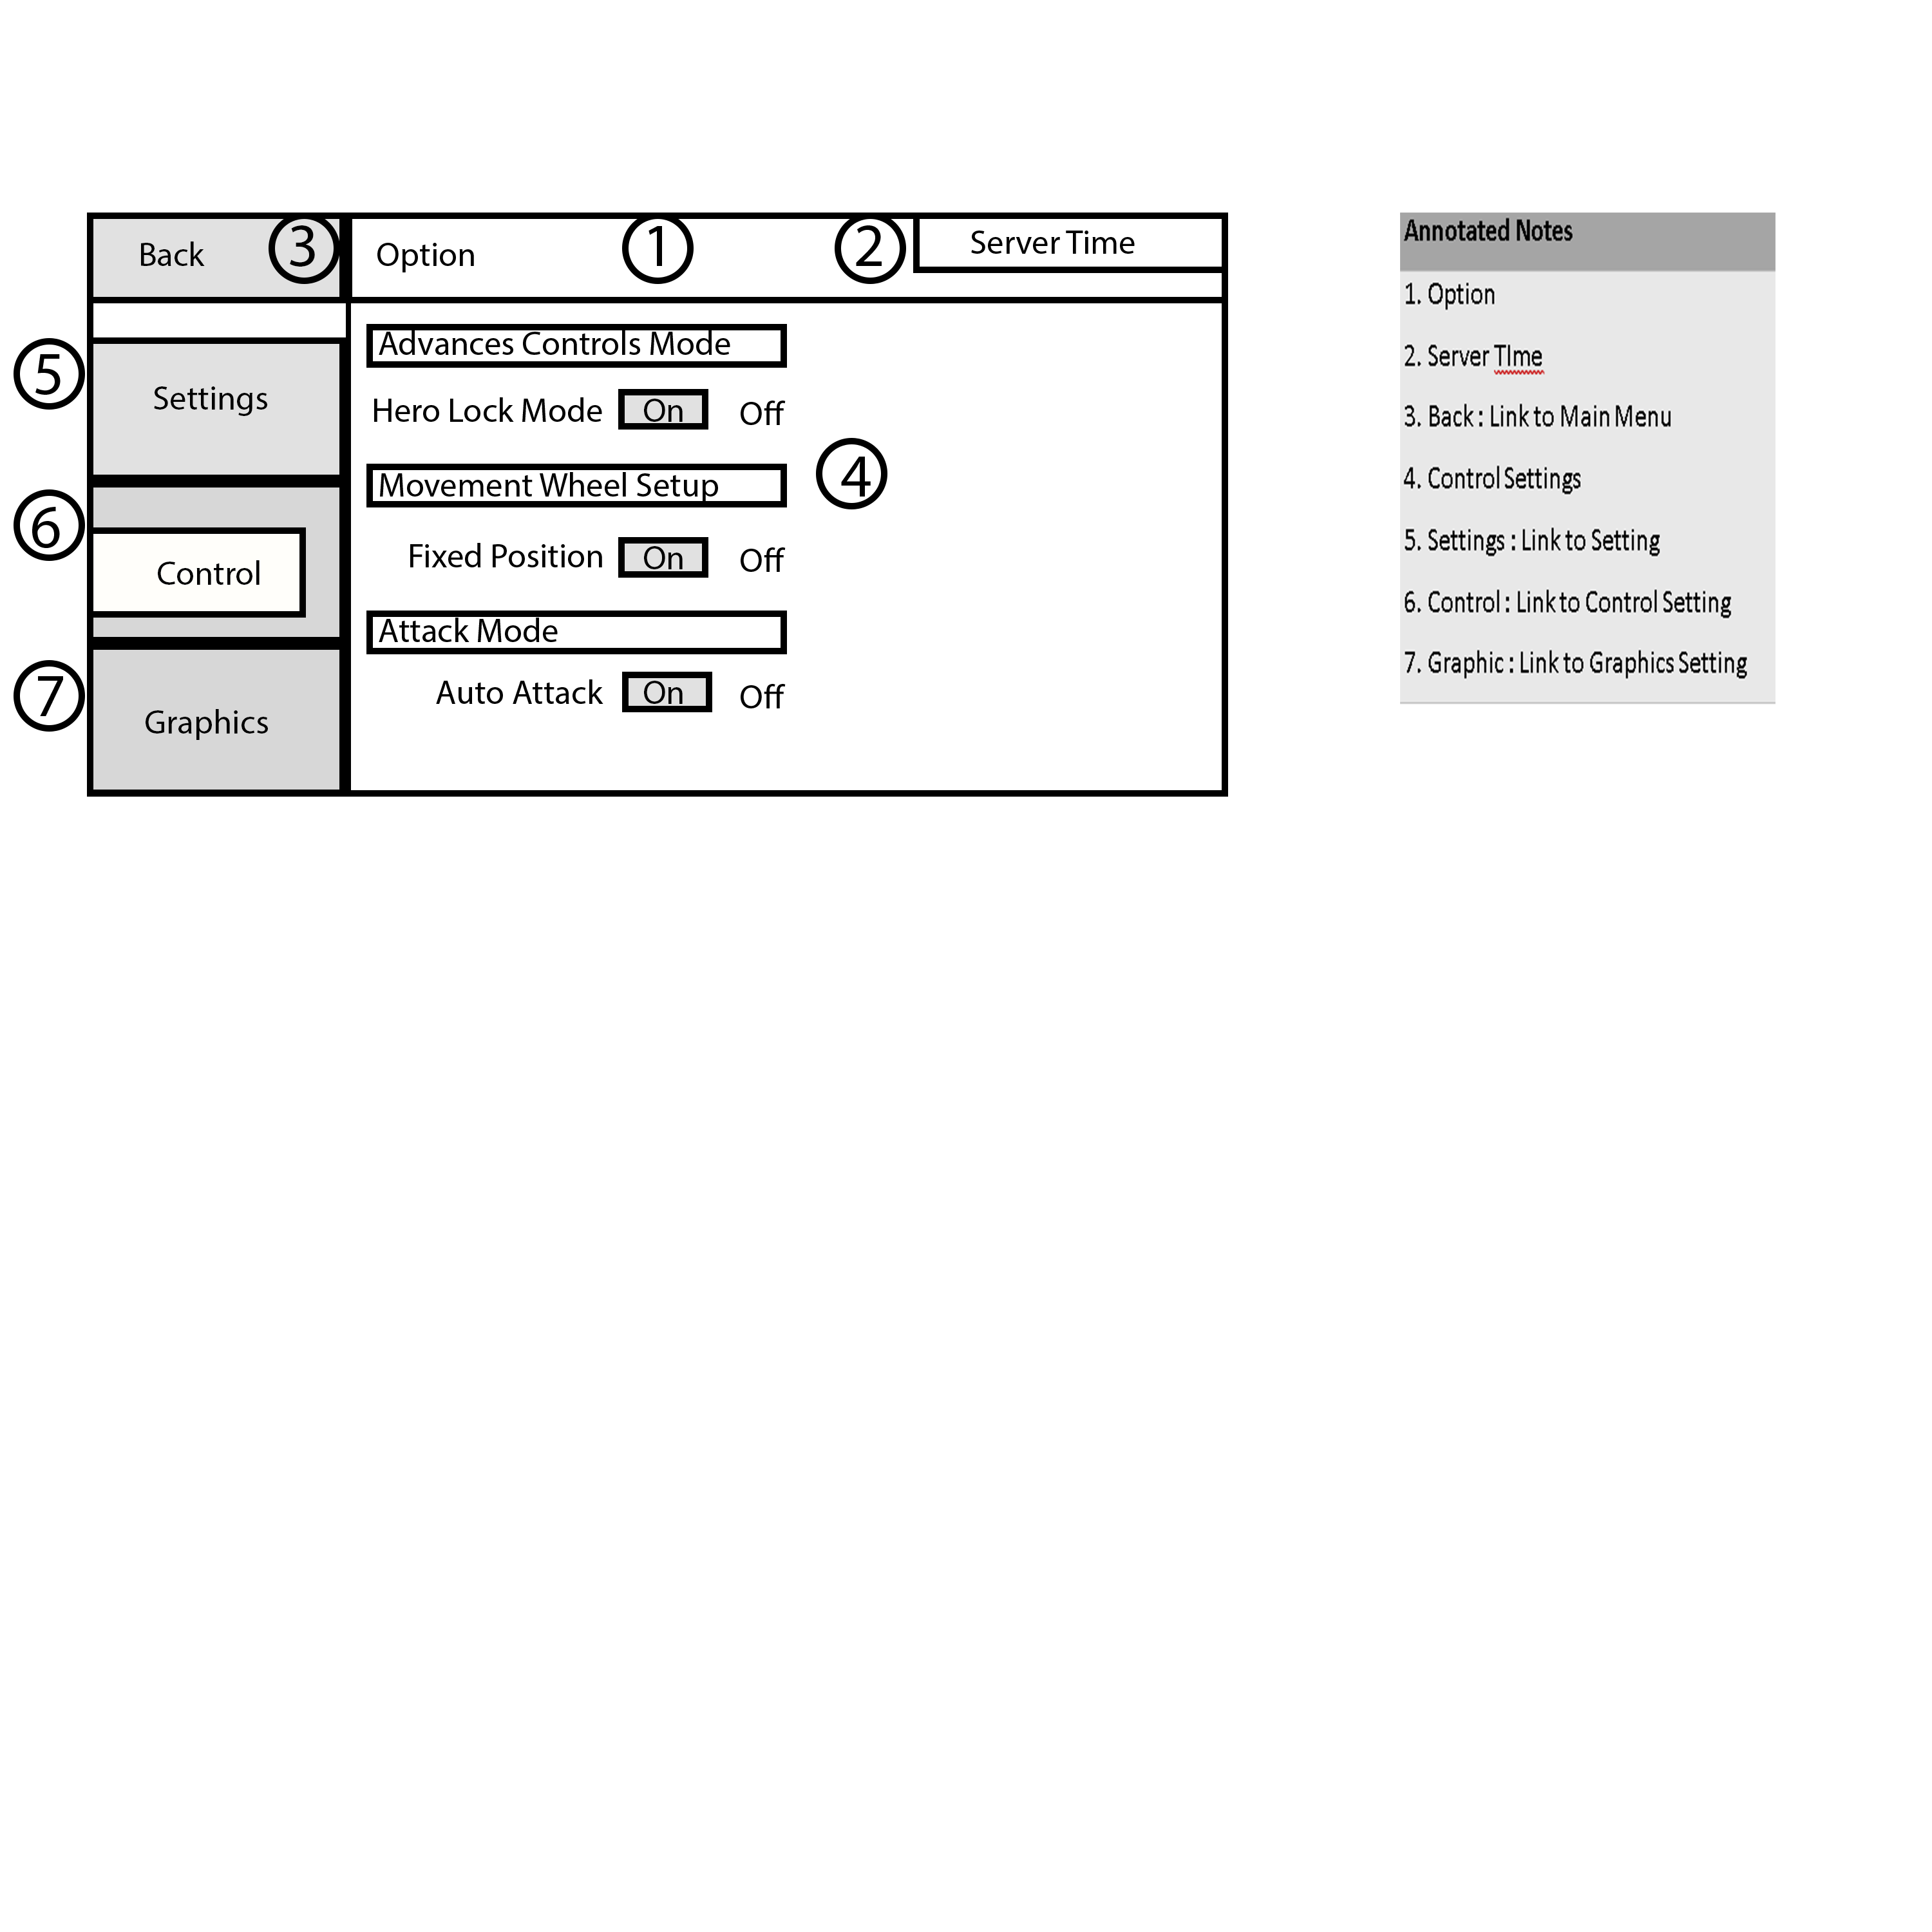 Back
3
Option
1
2
Server Time
5
Settings
6
Control
7
Graphics
Advances Controls Mode
Hero Lock Mode On Off
Movement Wheel Setup
4
Fixed Position On Off
Attack Mode
Auto Attack On Off
Annotated Notes
1. Option
2. Server TIme
3. Back : Link to Main Menu
4. Control Settings
5. Settings : Link to Setting
6. Control : Link to Control Setting
7. Graphic : Link to Graphics Setting